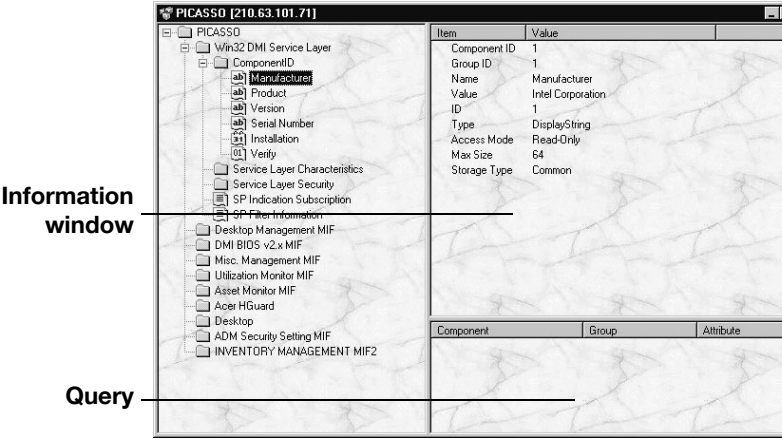 PICASSO [210.63.101.71]
PICASSO
Win32 DMI Service Layer
ComponentID
Manufacturer
Product
Version
Serial Number
Installation
Verify
Service Layer Characteristics
Service Layer Security
SP Indication Subscription
SP Filter Information
Desktop Management MIF
DMI BIOS v2.x MIF
Misc. Management MIF
Utilization Monitor MIF
Asset Monitor MIF
Acer HGuard
Desktop
ADM Security Setting MIF
INVENTORY MANAGEMENT MIF2
Item Value
Component ID 1
Group ID 1
Name Manufacturer
Value Intel Corporation
ID 1
Type DisplayString
Access Mode Read-Only
Max Size 64
Storage Type Common
Component Group Attribute
Information
window
Query